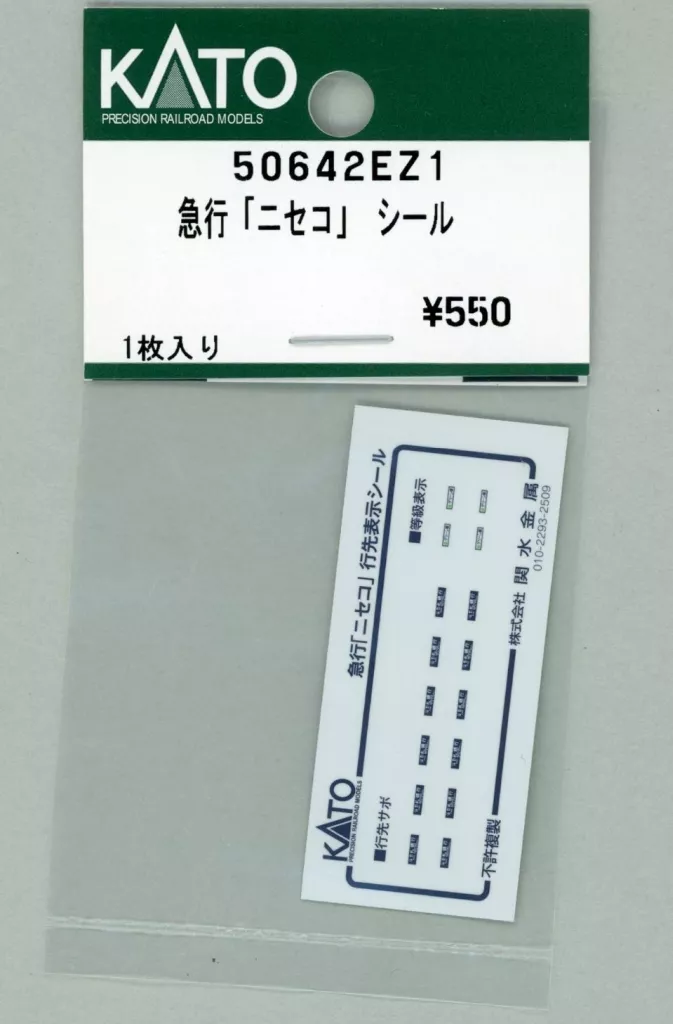 KATO
PRECISION RAILROAD MODELS
50642EZ1
急行「ニセコ」 シール
¥550
1枚入り
急行「ニセコ」行先表示シール
KATO
PRECISION RAILROAD MODELS
■行先サボ
■等級表示
不許複製
株式会社 関水金属
010-2293-2509